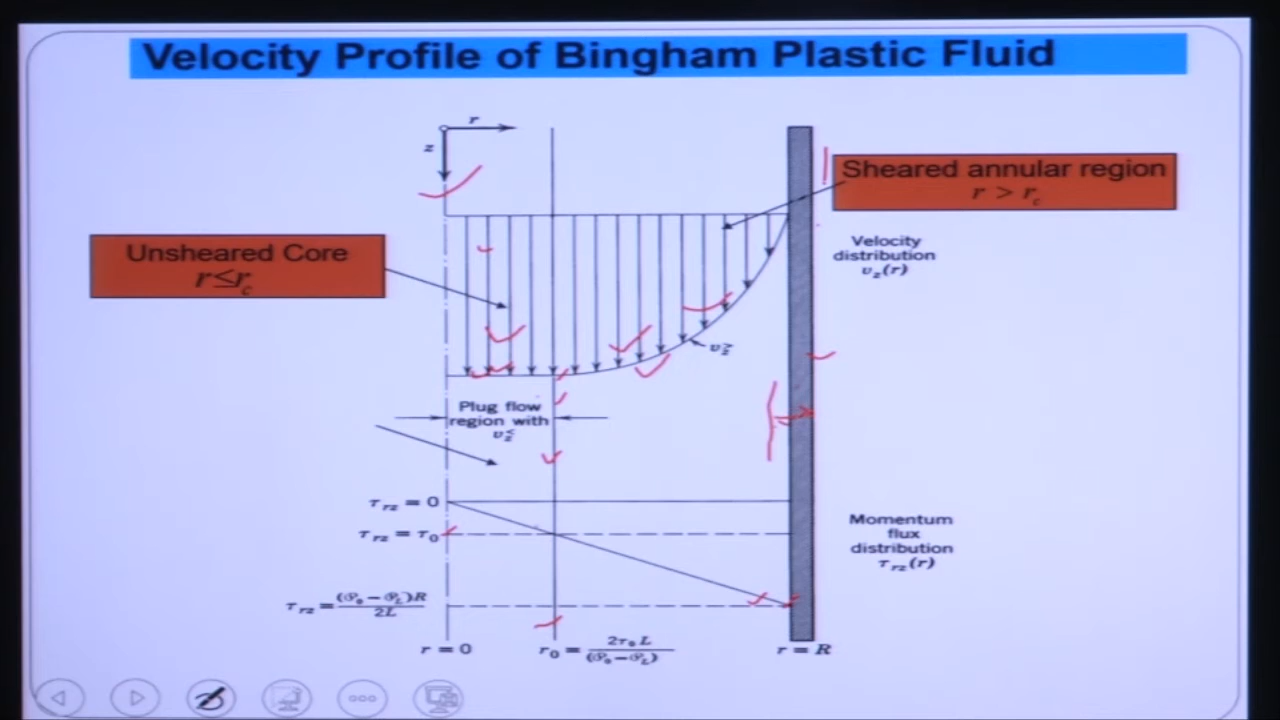 Velocity Profile of Bingham Plastic Fluid
r
z
Sheared annular region
r > r_c
Unsheared Core
r ≤ r_c
Velocity
distribution
v_z(r)
v_z^>
Plug flow
region with
v_z^<
τ_rz = 0
τ_rz = τ_0
Momentum
flux
distribution
τ_rz(r)
τ_rz = (𝒫_0 − 𝒫_L)R / 2L
r = 0
r_0 = 2τ_0 L / (𝒫_0 − 𝒫_L)
r = R